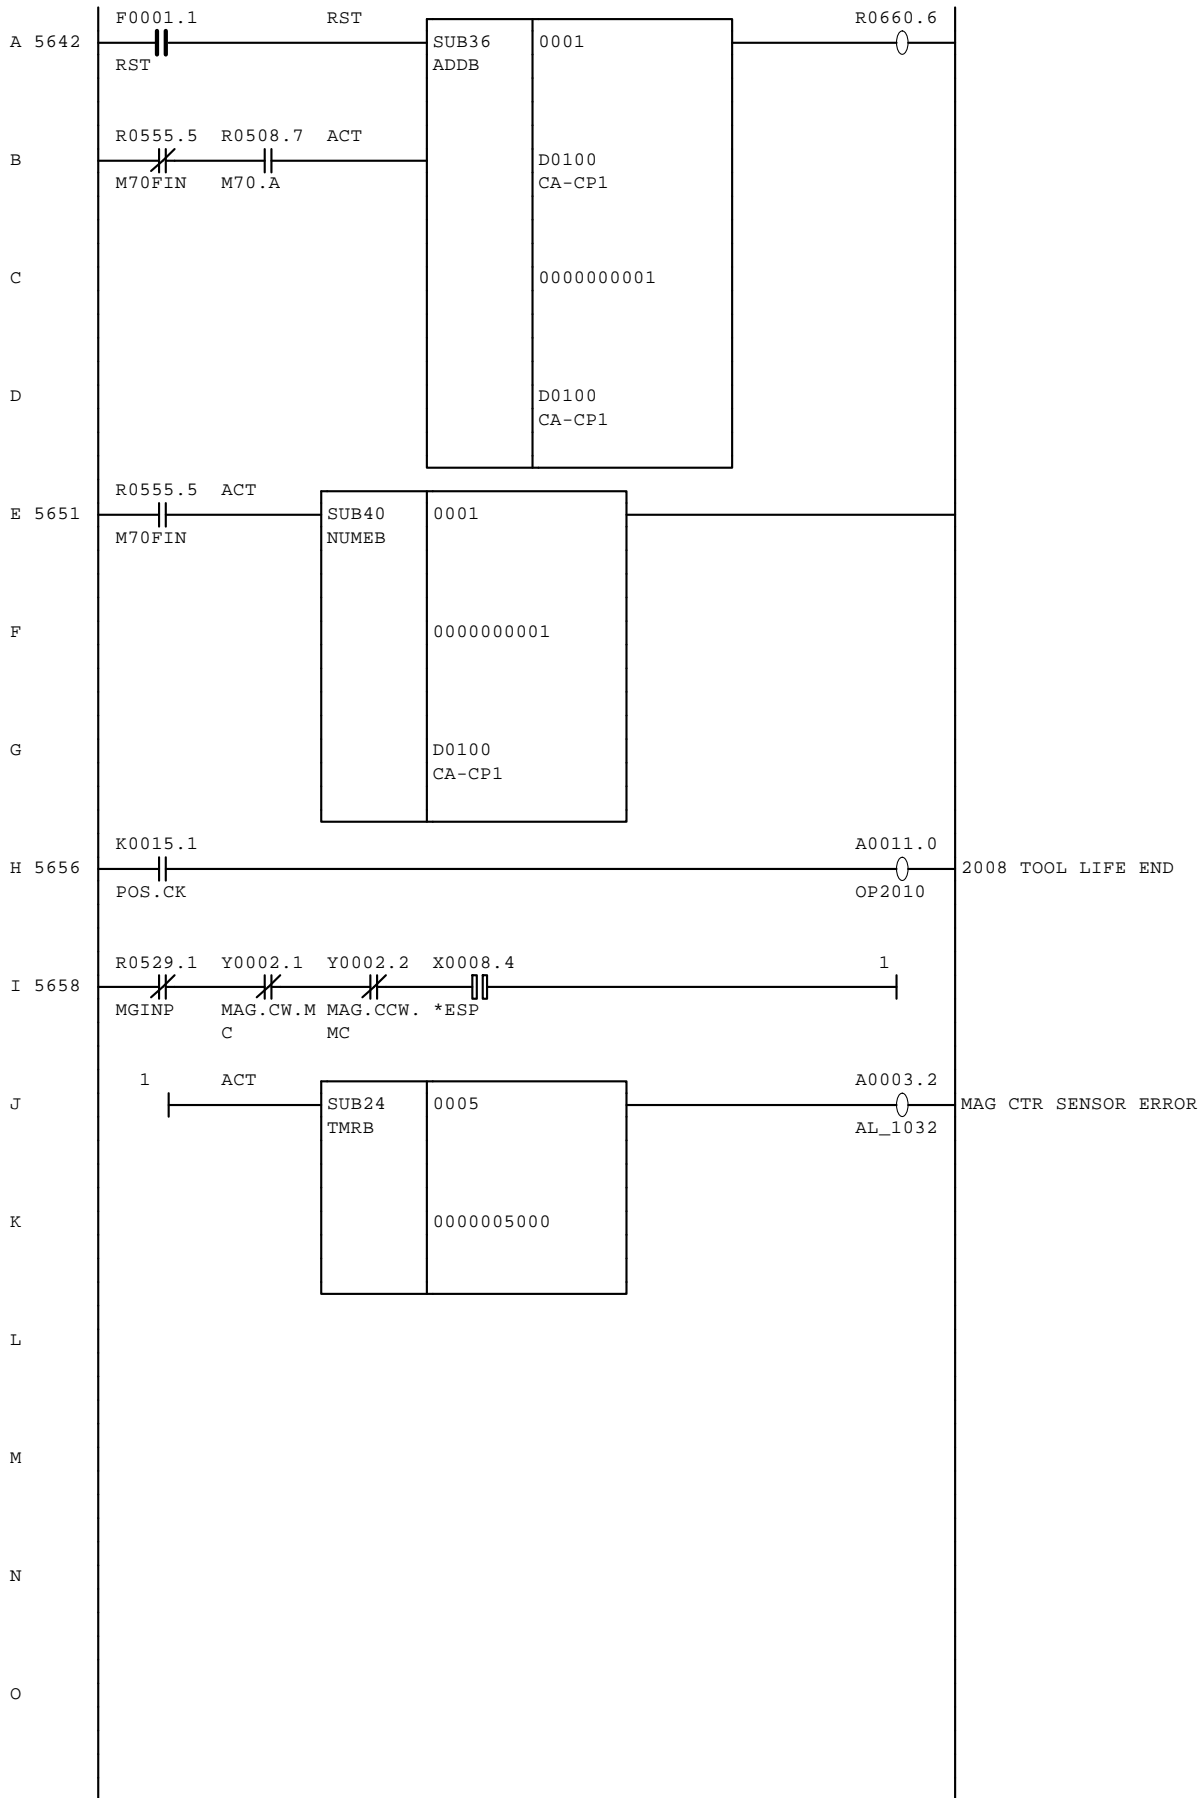 F0001.1 RST R0660.6
A 5642 SUB36 0001
RST ADDB
R0555.5 R0508.7 ACT
B D0100
M70FIN M70.A CA-CP1
C 0000000001
D D0100
CA-CP1
R0555.5 ACT
E 5651 SUB40 0001
M70FIN NUMEB
F 0000000001
G D0100
CA-CP1
K0015.1 A0011.0
H 5656 2008 TOOL LIFE END
POS.CK OP2010
R0529.1 Y0002.1 Y0002.2 X0008.4 1
I 5658
MGINP MAG.CW.M MAG.CCW. *ESP
C MC
1 ACT A0003.2
J SUB24 0005 MAG CTR SENSOR ERROR
TMRB AL_1032
K 0000005000
L
M
N
O